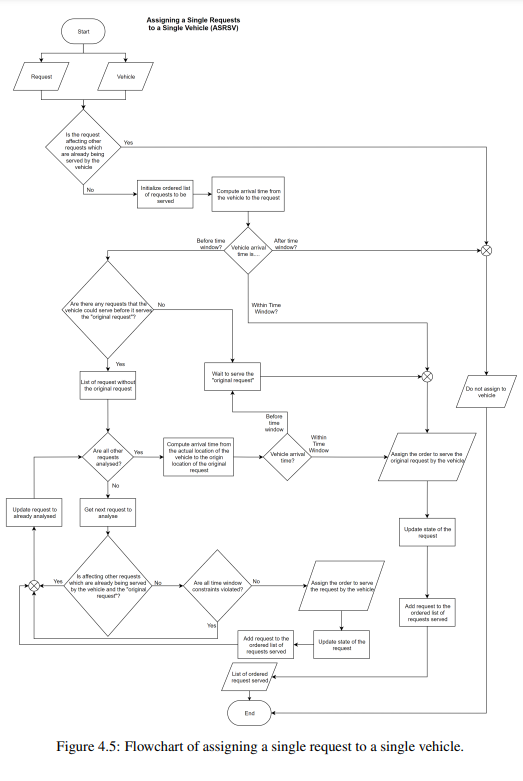 Assigning a Single Requests
to a Single Vehicle (ASRSV)
Start
Request
Vehicle
Is the request
affecting other
requests which
are already being
served by the
vehicle
Yes
No
Initialize ordered list
of requests to be
served
Compute arrival time from
the vehicle to the request
Before time
window?
Vehicle arrival
time is....
After time
window?
Within Time
Window?
Are there any requests that the
vehicle could serve before it serves
the "original request"?
No
Yes
Wait to serve the
"original request"
Do not assign to
vehicle
List of request without
the original request
Before
time
window
Are all other
requests
analysed?
Yes
Compute arrival time from
the actual location of the
vehicle to the origin
location of the original
request
Vehicle arrival
time?
Within
Time
Window
Assign the order to serve the
original request by the vehicle
No
Update request to
already analysed
Get next request to
analyse
Update state of the
request
Yes
Is affecting other requests
which are already being served
by the vehicle and the "original
request"?
No
Are all time window
constraints violated?
No
Assign the order to serve
the request by the vehicle
Add request to the
ordered list of
requests served
Yes
Add request to the
ordered list of
requests served
Update state of the
request
List of ordered
request served
End
Figure 4.5: Flowchart of assigning a single request to a single vehicle.